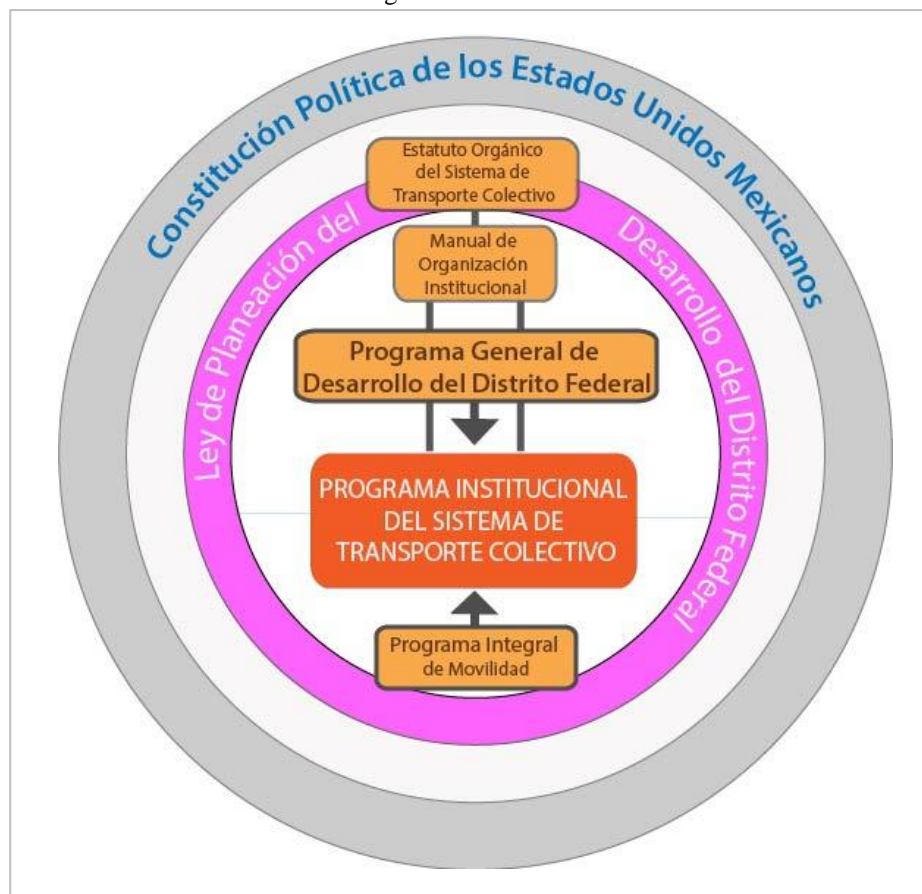 Constitución Política de los Estados Unidos Mexicanos
Estatuto Orgánico
del Sistema de
Transporte Colectivo
Ley de Planeación del
Desarrollo del Distrito Federal
Manual de
Organización
Institucional
Programa General de
Desarrollo del Distrito Federal
PROGRAMA INSTITUCIONAL
DEL SISTEMA DE
TRANSPORTE COLECTIVO
Programa Integral
de Movilidad